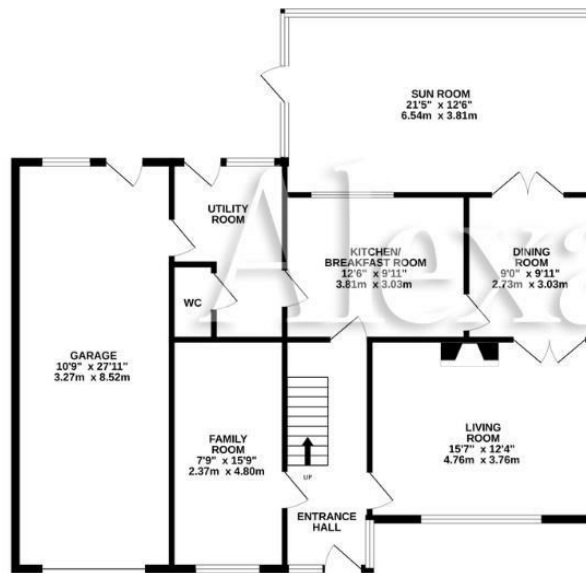 SUN ROOM
21'5" x 12'6"
6.54m x 3.81m
UTILITY
ROOM
KITCHEN/
BREAKFAST ROOM
12'6" x 9'11"
3.81m x 3.03m
DINING
ROOM
9'0" x 9'11"
2.73m x 3.03m
WC
GARAGE
10'9" x 27'11"
3.27m x 8.52m
FAMILY
ROOM
7'9" x 15'9"
2.37m x 4.80m
UP
LIVING
ROOM
15'7" x 12'4"
4.76m x 3.76m
ENTRANCE
HALL